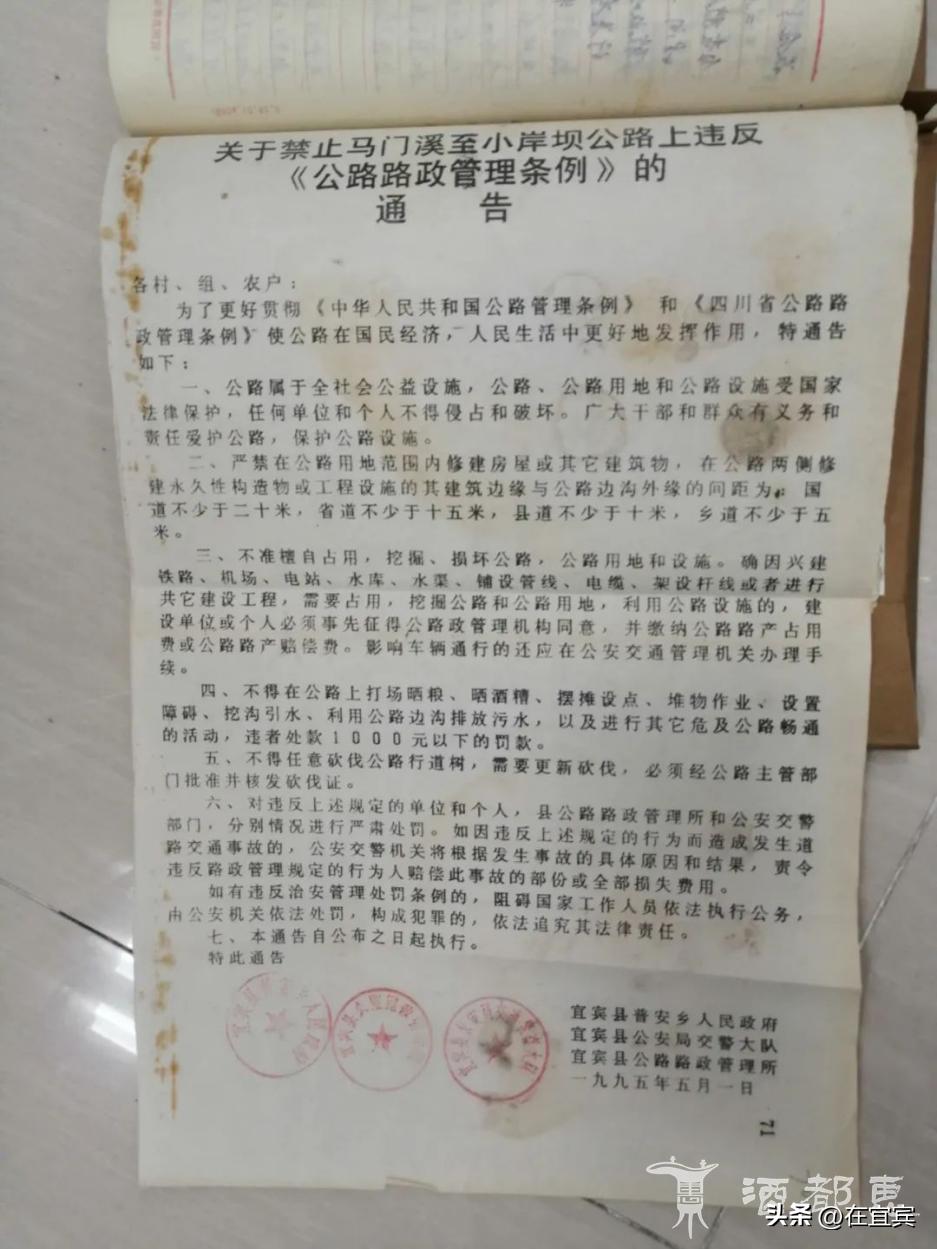 关于禁止马门溪至小岸坝公路上违反
《公路路政管理条例》的
通 告
各村、组、农户：
为了更好贯彻《中华人民共和国公路管理条例》 和《四川省公路路
政管理条例》使公路在国民经济，人民生活中更好地发挥作用，特通告
如下：
一、公路属于全社会公益设施，公路、公路用地和公路设施受国家
法律保护，任何单位和个人不得侵占和破坏。广大干部和群众有义务和
责任爱护公路，保护公路设施。
二、严禁在公路用地范围内修建房屋或其它建筑物，在公路两侧修
建永久性构造物或工程设施的其建筑边缘与公路边沟外缘的间距为：国
道不少于二十米，省道不少于十五米，县道不少于十米，乡道不少于五
米。
三、不准擅自占用，挖掘、损坏公路，公路用地和设施。确因兴建
铁路、机场、电站、水库、水渠、铺设管线、电缆、架设杆线或者进行
共它建设工程，需要占用，挖掘公路和公路用地，利用公路设施的，建
设单位或个人必须事先征得公路政管理机构同意，并缴纳公路路产占用
费或公路路产赔偿费。影响车辆通行的还应在公安交通管理机关办理手
续。
四、不得在公路上打场晒粮、晒酒糟、摆摊设点、堆物作业、设置
障碍、挖沟引水、利用公路边沟排放污水，以及进行其它危及公路畅通
的活动，违者处款1000元以下的罚款。
五、不得任意砍伐公路行道树，需要更新砍伐，必须经公路主管部
门批准并核发砍伐证。
六、对违反上述规定的单位和个人，县公路路政管理所和公安交警
部门，分别情况进行严肃处罚。如因违反上述规定的行为而造成发生道
路交通事故的，公安交警机关将根据发生事故的具体原因和结果，责令
违反路政管理规定的行为人赔偿此事故的部份或全部损失费用。
如有违反治安管理处罚条例的，阻碍国家工作人员依法执行公务，
由公安机关依法处罚，构成犯罪的，依法追究其法律责任。
七、本通告自公布之日起执行。
特此通告
宜宾县普安乡人民政府
宜宾县公安局交警大队
宜宾县公路路政管理所
一九九五年五月一日
71
酒都惠
头条 @在宜宾